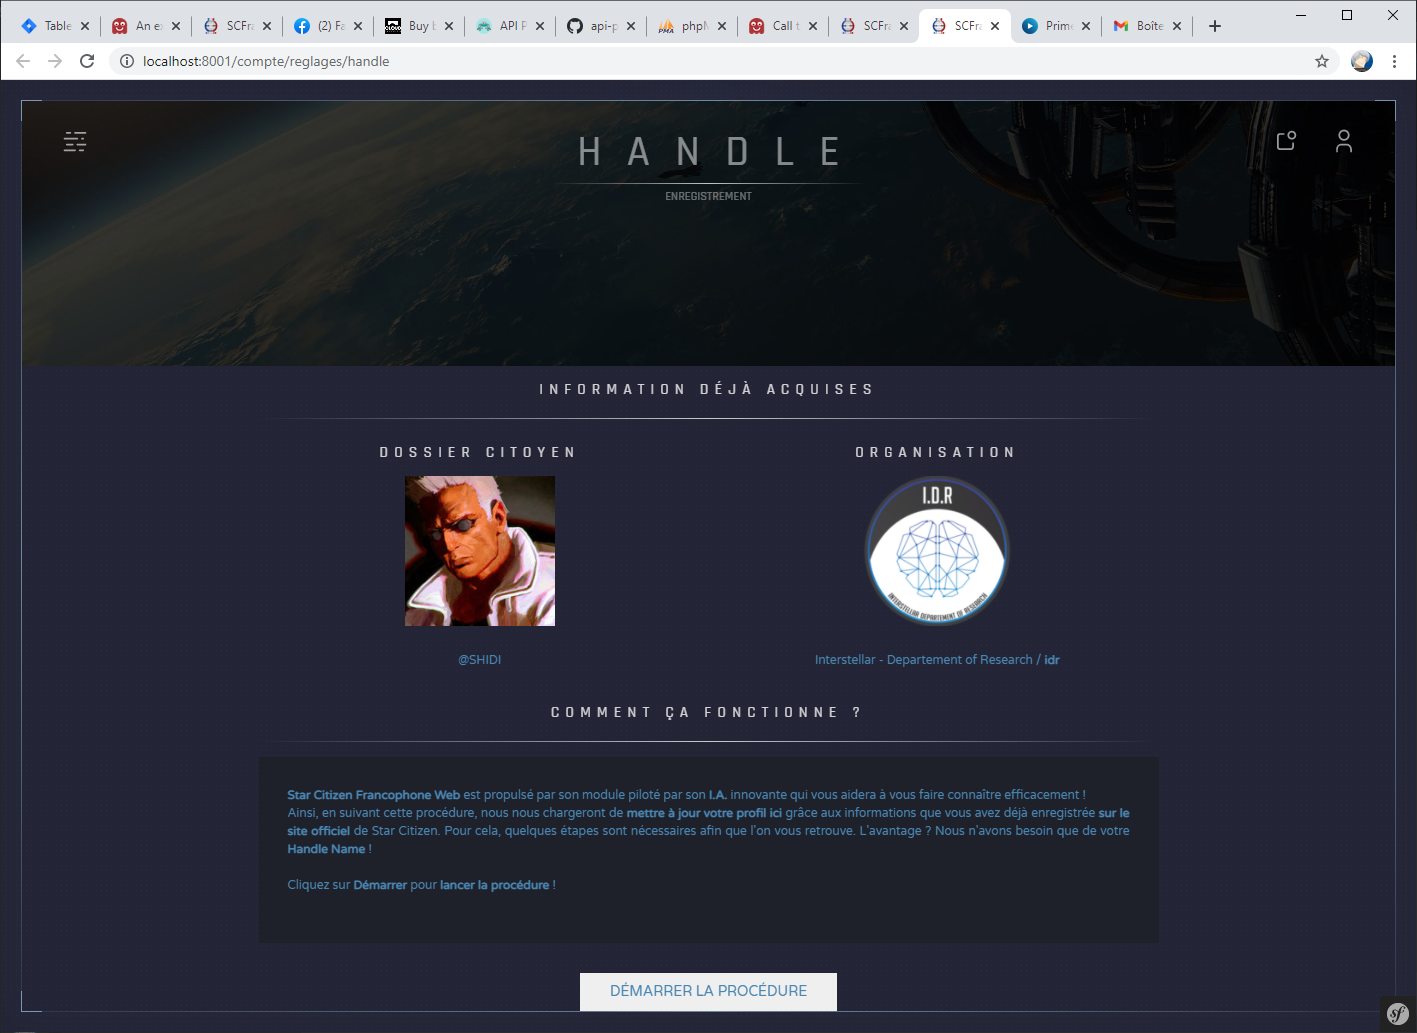 Table
An ex
SCFra
(2) Fa
Buy b
API P
api-p
phpM
Call t
SCFra
SCFra
Prime
Boîte
localhost:8001/compte/reglages/handle
HANDLE
ENREGISTREMENT
INFORMATION DÉJÀ ACQUISES
DOSSIER CITOYEN
ORGANISATION
I.D.R
INTERSTELLAR DEPARTEMENT OF RESEARCH
@SHIDI
Interstellar - Departement of Research / idr
COMMENT ÇA FONCTIONNE ?
Star Citizen Francophone Web est propulsé par son module piloté par son I.A. innovante qui vous aidera à vous faire connaître efficacement !
Ainsi, en suivant cette procédure, nous nous chargeront de mettre à jour votre profil ici grâce aux informations que vous avez déjà enregistrée sur le
site officiel de Star Citizen. Pour cela, quelques étapes sont nécessaires afin que l'on vous retrouve. L'avantage ? Nous n'avons besoin que de votre
Handle Name !
Cliquez sur Démarrer pour lancer la procédure !
DÉMARRER LA PROCÉDURE